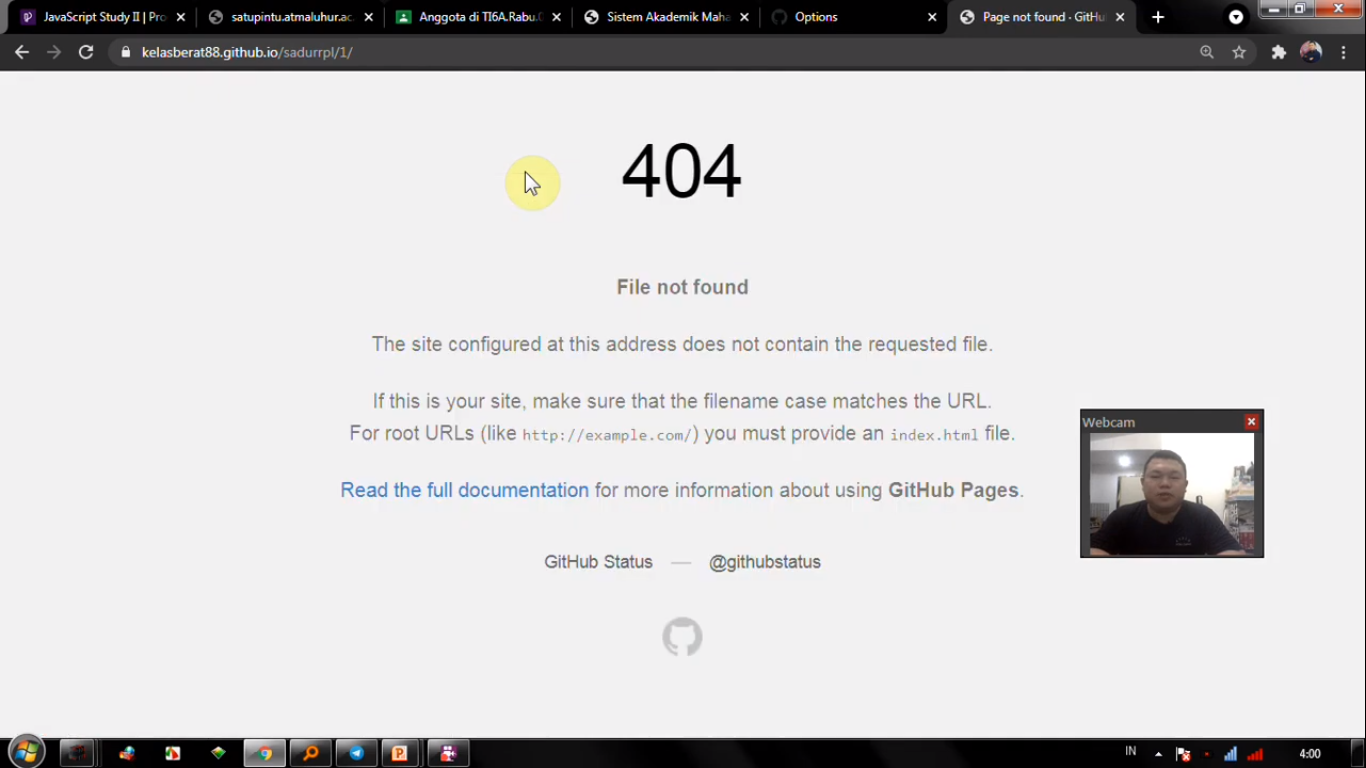 JavaScript Study II | Pro
satupintu.atmaluhur.ac.
Anggota di TI6A.Rabu.0
Sistem Akademik Maha
Options
Page not found · GitHu
kelasberat88.github.io/sadurrpl/1/
404
File not found
The site configured at this address does not contain the requested file.
If this is your site, make sure that the filename case matches the URL.
For root URLs (like http://example.com/) you must provide an index.html file.
Read the full documentation for more information about using GitHub Pages.
GitHub Status — @githubstatus
Webcam
IN
4:00